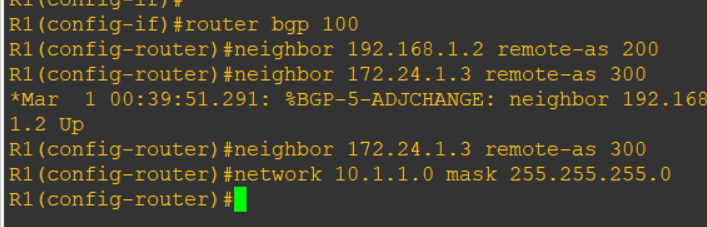 R1(config-if)#
R1(config-if)#router bgp 100
R1(config-router)#neighbor 192.168.1.2 remote-as 200
R1(config-router)#neighbor 172.24.1.3 remote-as 300
*Mar  1 00:39:51.291: %BGP-5-ADJCHANGE: neighbor 192.168
1.2 Up
R1(config-router)#neighbor 172.24.1.3 remote-as 300
R1(config-router)#network 10.1.1.0 mask 255.255.255.0
R1(config-router)#